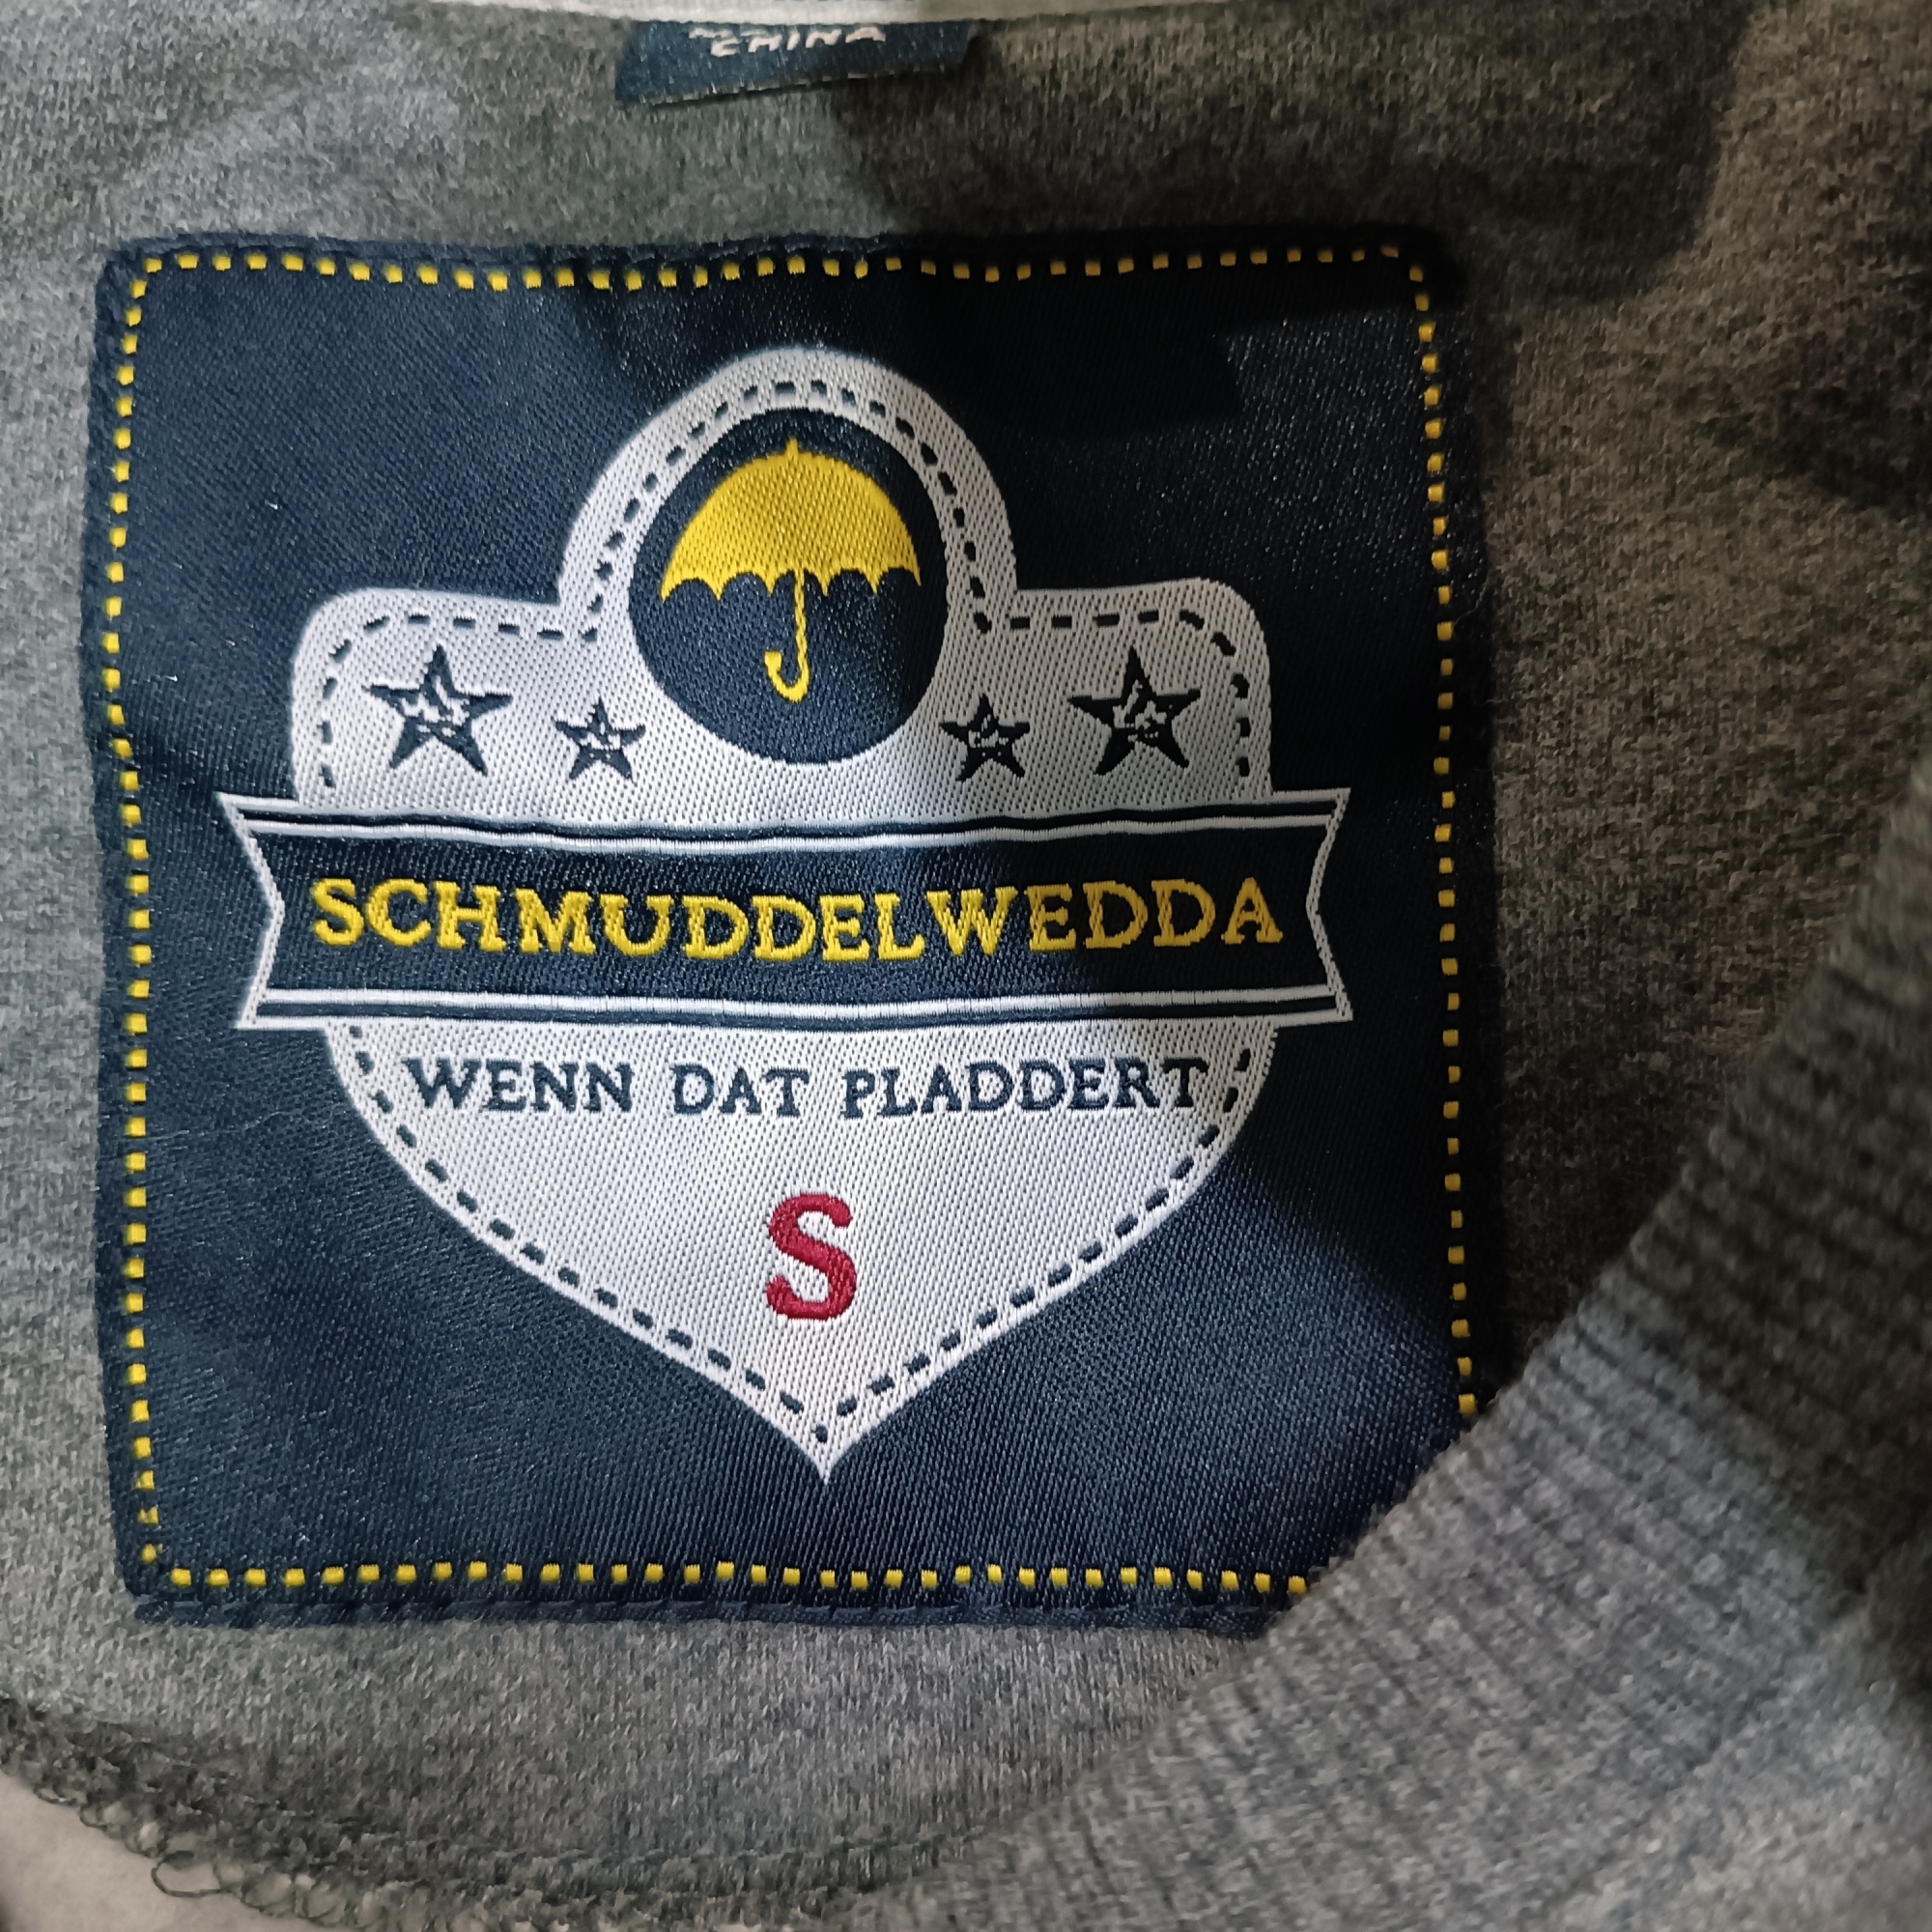 CHINA
SCHMUDDELWEDDA
WENN DAT PLADDERT
S